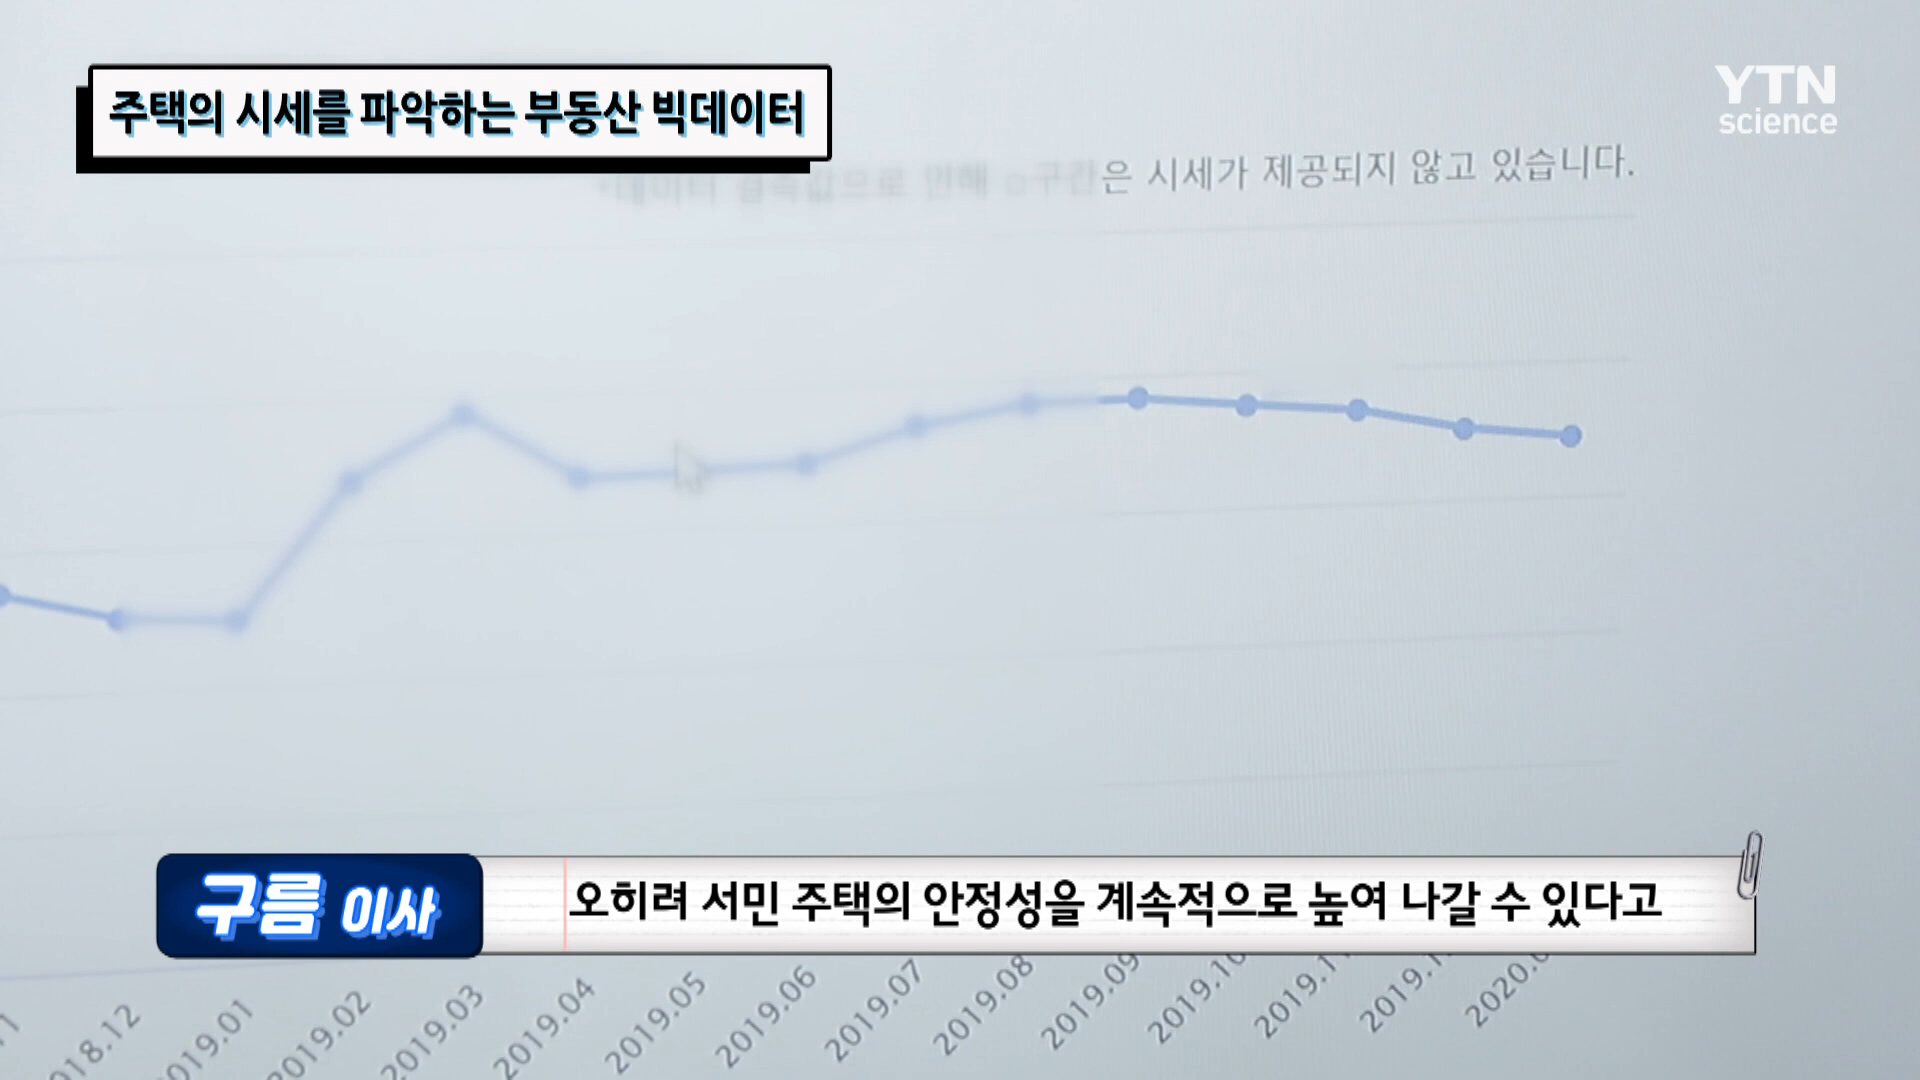 주택의 시세를 파악하는 부동산 빅데이터
YTN
science
구간은 시세가 제공되지 않고 있습니다.
구름 이사
오히려 서민 주택의 안정성을 계속적으로 높여 나갈 수 있다고
2019.02
2019.03
2019.04
2019.05
2019.06
2019.07
2019.08
2019.09
2019.10